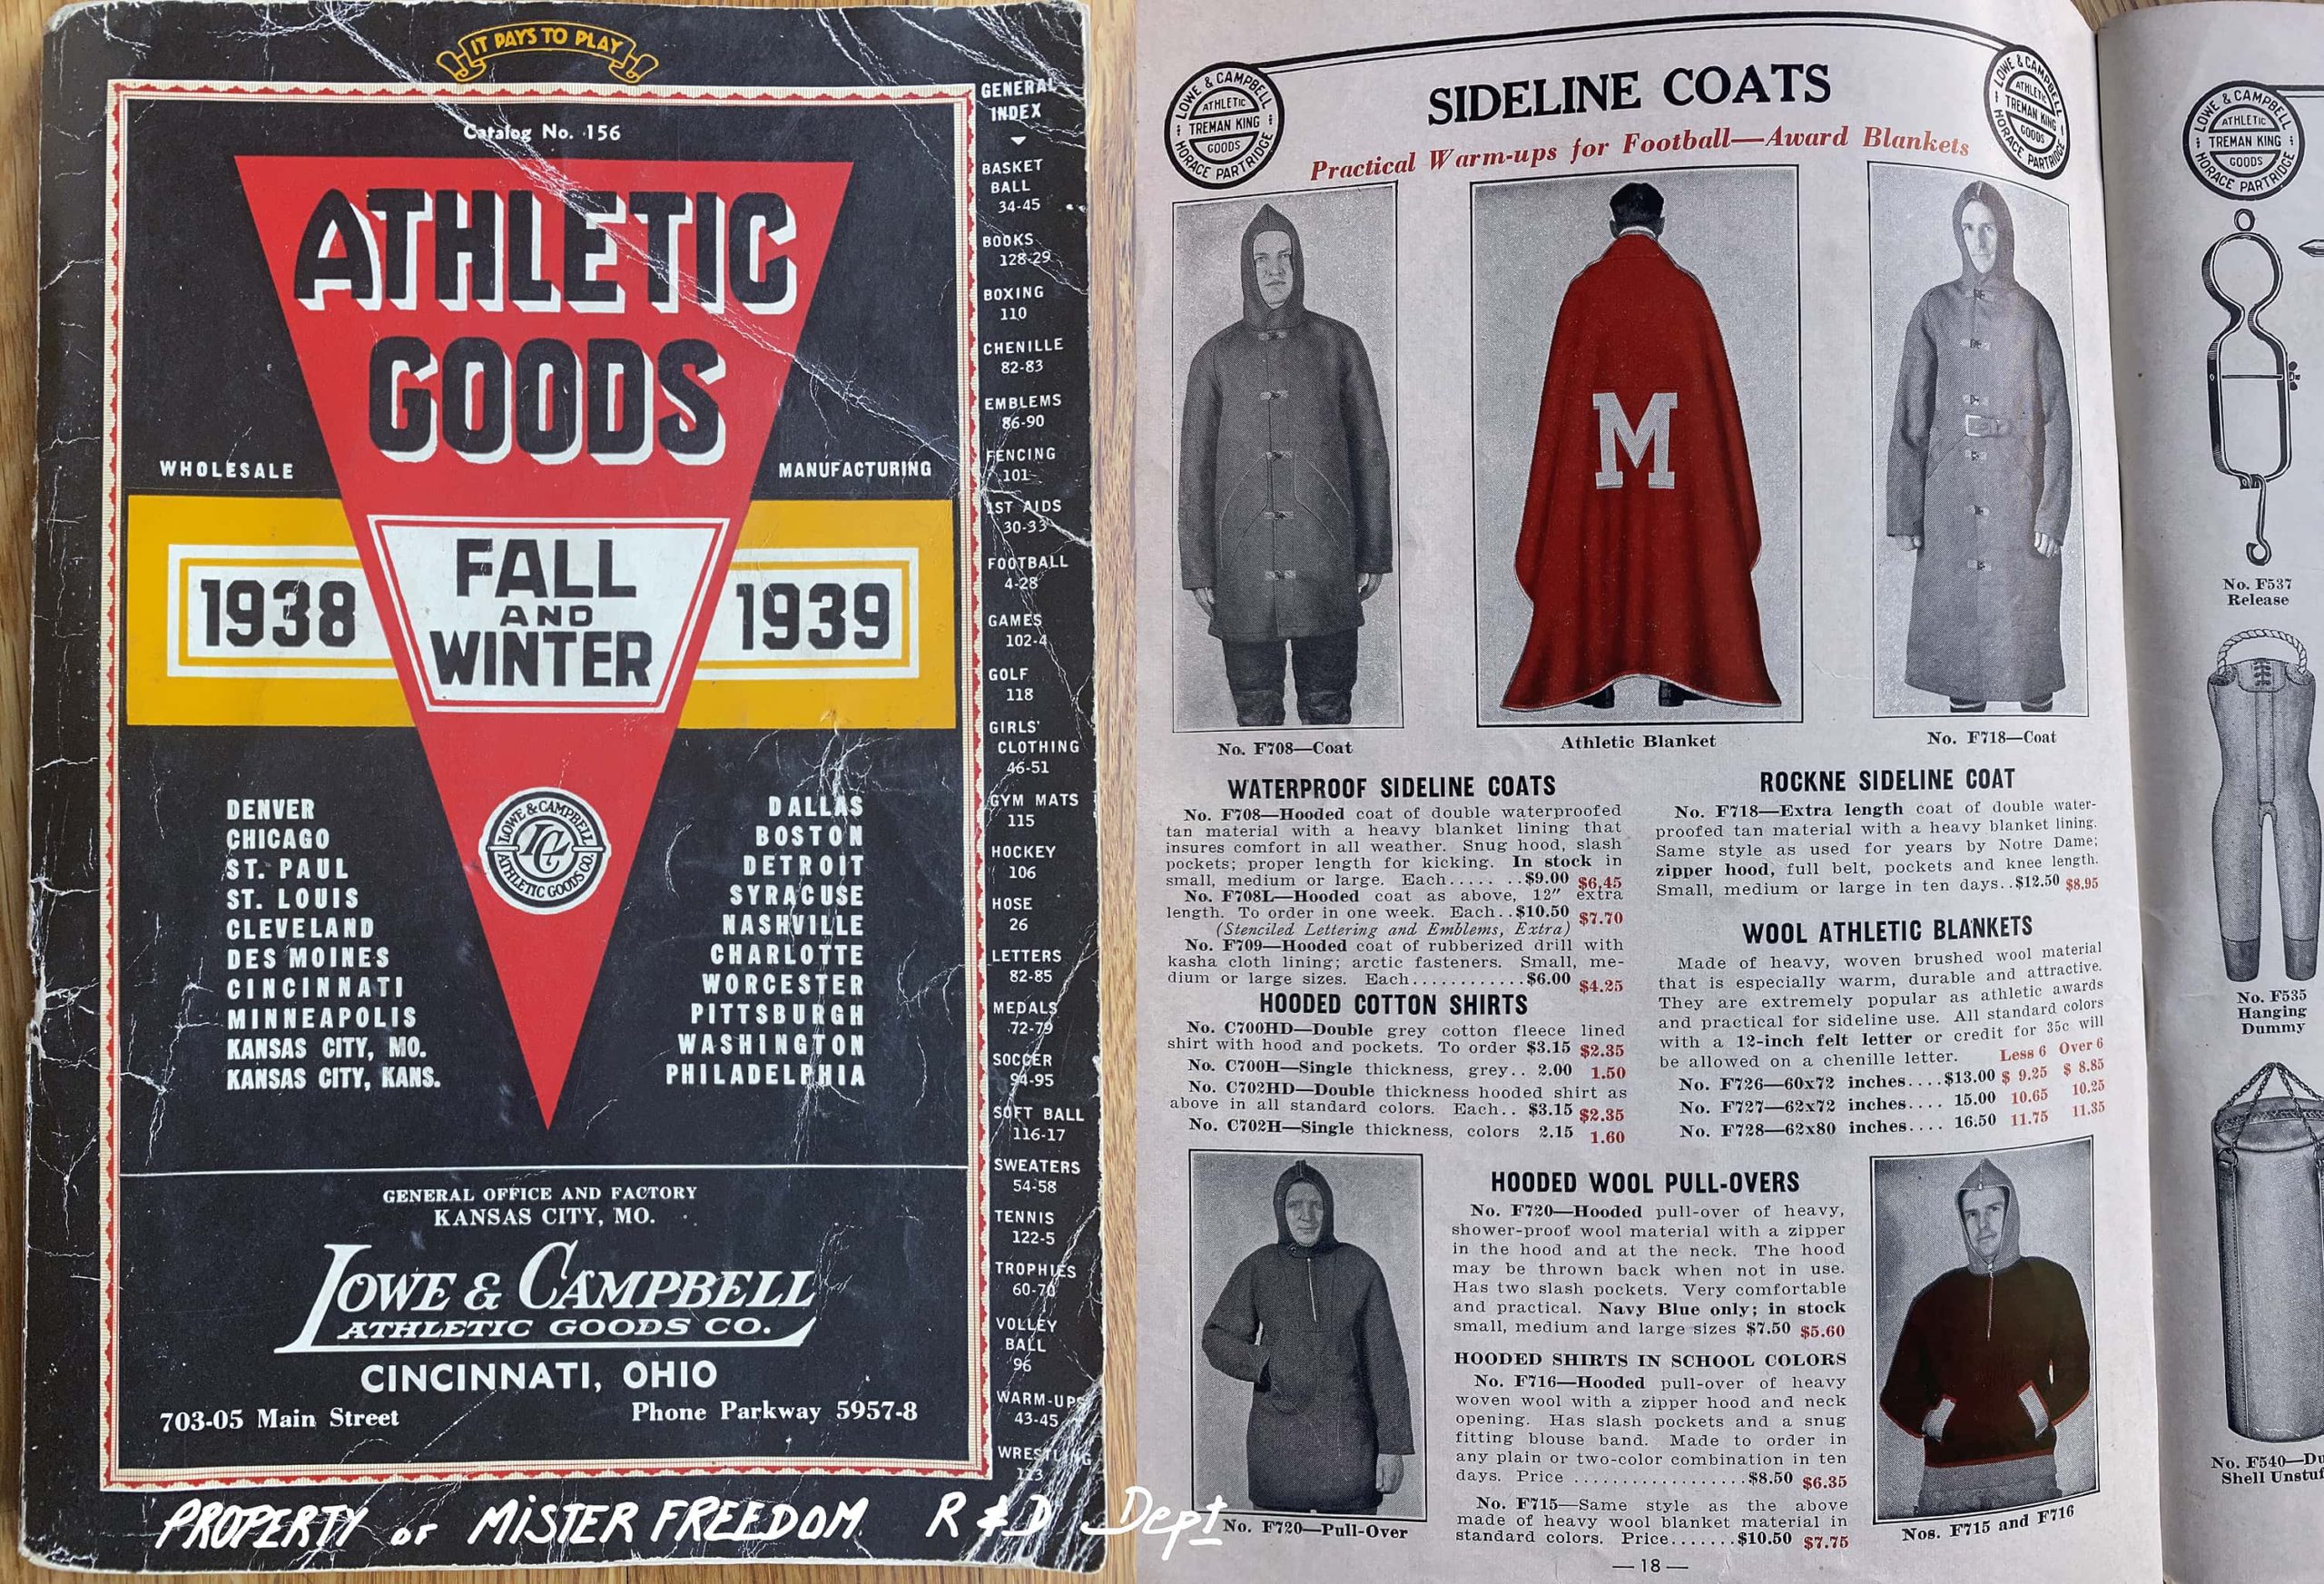 IT PAYS TO PLAY
Catalog No. 156
ATHLETIC
GOODS
WHOLESALE
MANUFACTURING
1938
FALL
AND
WINTER
1939
DENVER
CHICAGO
ST. PAUL
ST. LOUIS
CLEVELAND
DES MOINES
CINCINNATI
MINNEAPOLIS
KANSAS CITY, MO.
KANSAS CITY, KANS.
LOWE & CAMPBELL
LC
ATHLETIC GOODS CO.
DALLAS
BOSTON
DETROIT
SYRACUSE
NASHVILLE
CHARLOTTE
WORCESTER
PITTSBURGH
WASHINGTON
PHILADELPHIA
GENERAL OFFICE AND FACTORY
KANSAS CITY, MO.
LOWE & CAMPBELL
ATHLETIC GOODS CO.
CINCINNATI, OHIO
703-05 Main Street
Phone Parkway 5957-8
GENERAL
INDEX
BASKET
BALL
34-45
BOOKS
128-29
BOXING
110
CHENILLE
82-83
EMBLEMS
86-90
FENCING
101
1ST AIDS
30-33
FOOTBALL
4-28
GAMES
102-4
GOLF
118
GIRLS'
CLOTHING
46-51
GYM MATS
115
HOCKEY
106
HOSE
26
LETTERS
82-85
MEDALS
72-79
SOCCER
94-95
SOFT BALL
116-17
SWEATERS
54-58
TENNIS
122-5
TROPHIES
60-70
VOLLEY
BALL
96
WARM-UPS
43-45
WRESTLING
PROPERTY OF MISTER FREEDOM R & D Dept
LOWE & CAMPBELL
ATHLETIC
TREMAN KING
GOODS
HORACE PARTRIDGE
SIDELINE COATS
Practical Warm-ups for Football—Award Blankets
LOWE & CAMPBELL
ATHLETIC
TREMAN KING
GOODS
HORACE PARTRIDGE
M
No. F708—Coat
Athletic Blanket
No. F718—Coat
WATERPROOF SIDELINE COATS
No. F708—Hooded coat of double waterproofed
tan material with a heavy blanket lining that
insures comfort in all weather. Snug hood, slash
pockets; proper length for kicking. In stock in
small, medium or large. Each..... ..$9.00 $6.45
No. F708L—Hooded coat as above, 12" extra
length. To order in one week. Each..$10.50 $7.70
(Stenciled Lettering and Emblems, Extra)
No. F709—Hooded coat of rubberized drill with
kasha cloth lining; arctic fasteners. Small, me-
dium or large sizes. Each............$6.00 $4.25
HOODED COTTON SHIRTS
No. C700HD—Double grey cotton fleece lined
shirt with hood and pockets. To order $3.15 $2.35
No. C700H—Single thickness, grey.. 2.00 1.50
No. C702HD—Double thickness hooded shirt as
above in all standard colors. Each.. $3.15 $2.35
No. C702H—Single thickness, colors 2.15 1.60
ROCKNE SIDELINE COAT
No. F718—Extra length coat of double water-
proofed tan material with a heavy blanket lining.
Same style as used for years by Notre Dame;
zipper hood, full belt, pockets and knee length.
Small, medium or large in ten days..$12.50 $8.95
WOOL ATHLETIC BLANKETS
Made of heavy, woven brushed wool material
that is especially warm, durable and attractive.
They are extremely popular as athletic awards
and practical for sideline use. All standard colors
with a 12-inch felt letter or credit for 35c will
be allowed on a chenille letter. Less 6 Over 6
No. F726—60x72 inches....$13.00 $ 9.25 $ 8.85
No. F727—62x72 inches.... 15.00 10.65 10.25
No. F728—62x80 inches.... 16.50 11.75 11.35
HOODED WOOL PULL-OVERS
No. F720—Hooded pull-over of heavy,
shower-proof wool material with a zipper
in the hood and at the neck. The hood
may be thrown back when not in use.
Has two slash pockets. Very comfortable
and practical. Navy Blue only; in stock
small, medium and large sizes $7.50 $5.60
HOODED SHIRTS IN SCHOOL COLORS
No. F716—Hooded pull-over of heavy
woven wool with a zipper hood and neck
opening. Has slash pockets and a snug
fitting blouse band. Made to order in
any plain or two-color combination in ten
days. Price .................$8.50 $6.35
No. F715—Same style as the above
made of heavy wool blanket material in
standard colors. Price.......$10.50 $7.75
No. F720—Pull-Over
Nos. F715 and F716
— 18 —
LOWE & CAMPBELL
ATHLETIC
TREMAN KING
GOODS
HORACE PARTRIDGE
No. F537
Release
No. F535
Hanging
Dummy
No. F540—
Shell